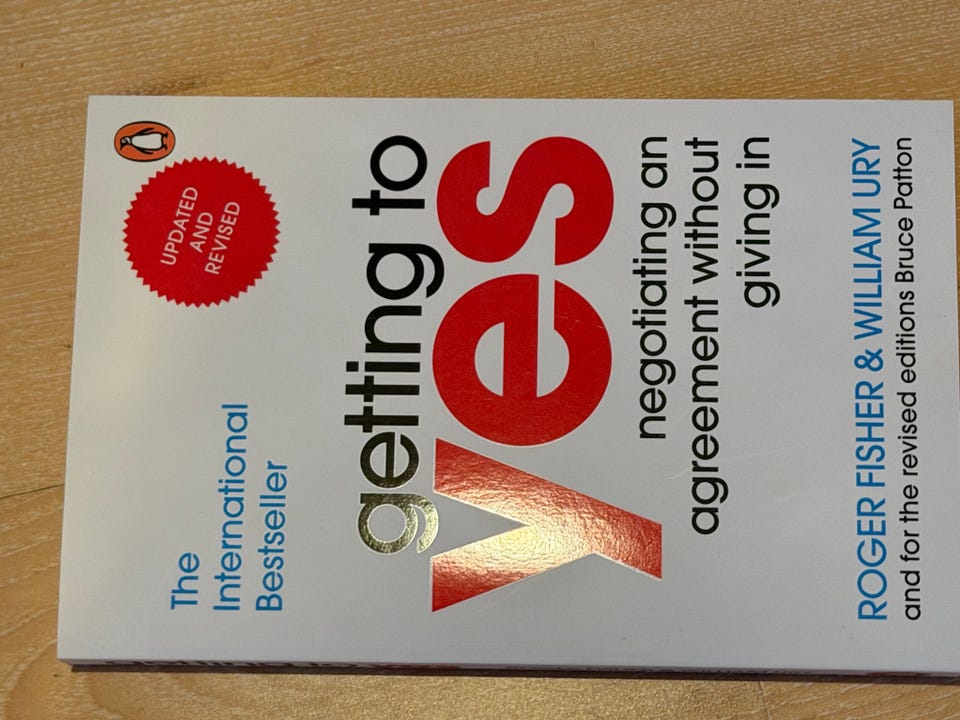 The
International
Bestseller
UPDATED
AND
REVISED
getting to
yes
negotiating an
agreement without
giving in
ROGER FISHER & WILLIAM URY
and for the revised editions Bruce Patton